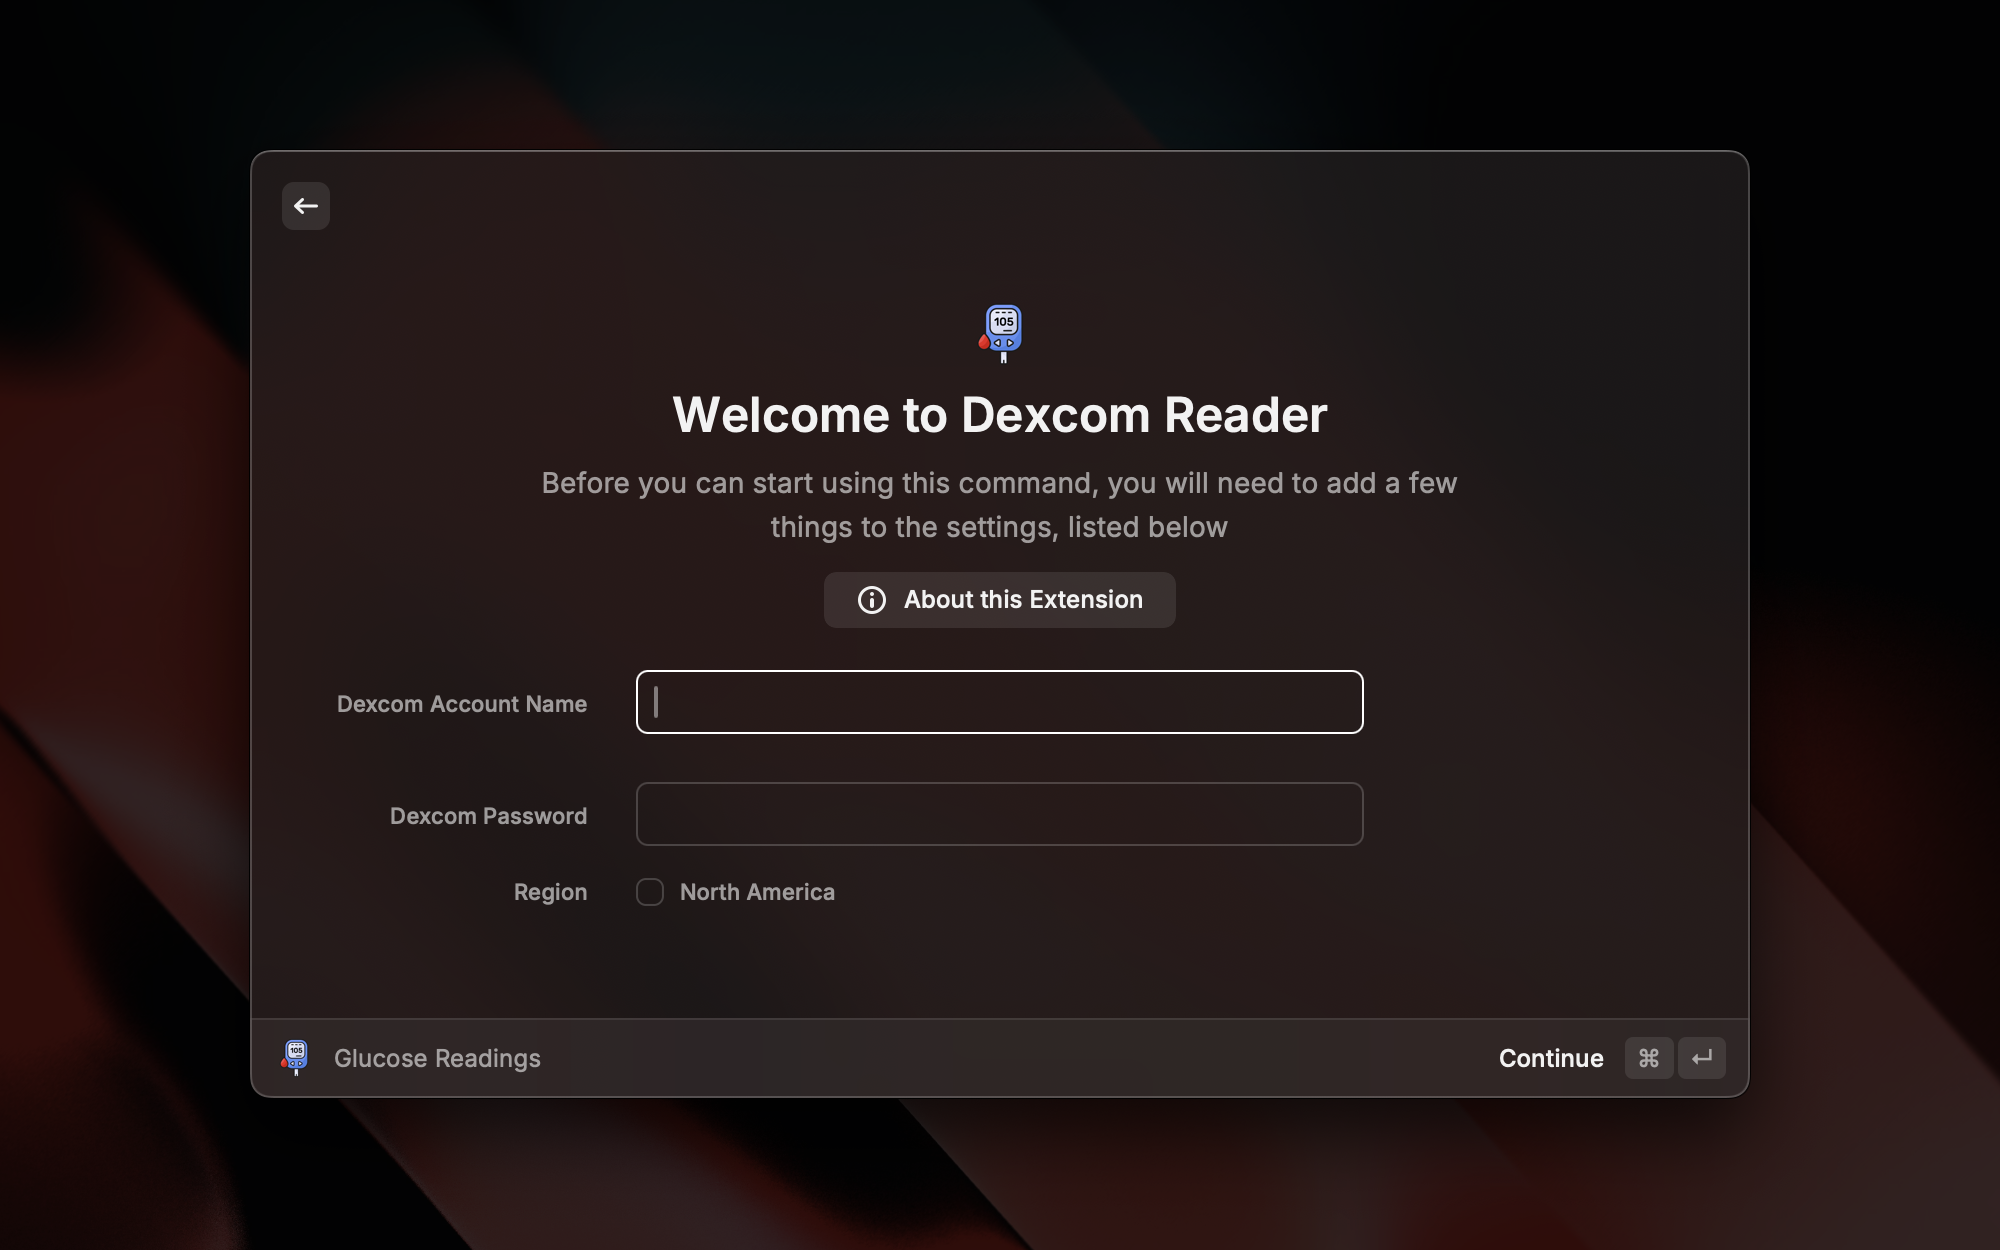 105
Welcome to Dexcom Reader
Before you can start using this command, you will need to add a few
things to the settings, listed below
About this Extension
Dexcom Account Name
Dexcom Password
Region
North America
105
Glucose Readings
Continue ⌘ ↵